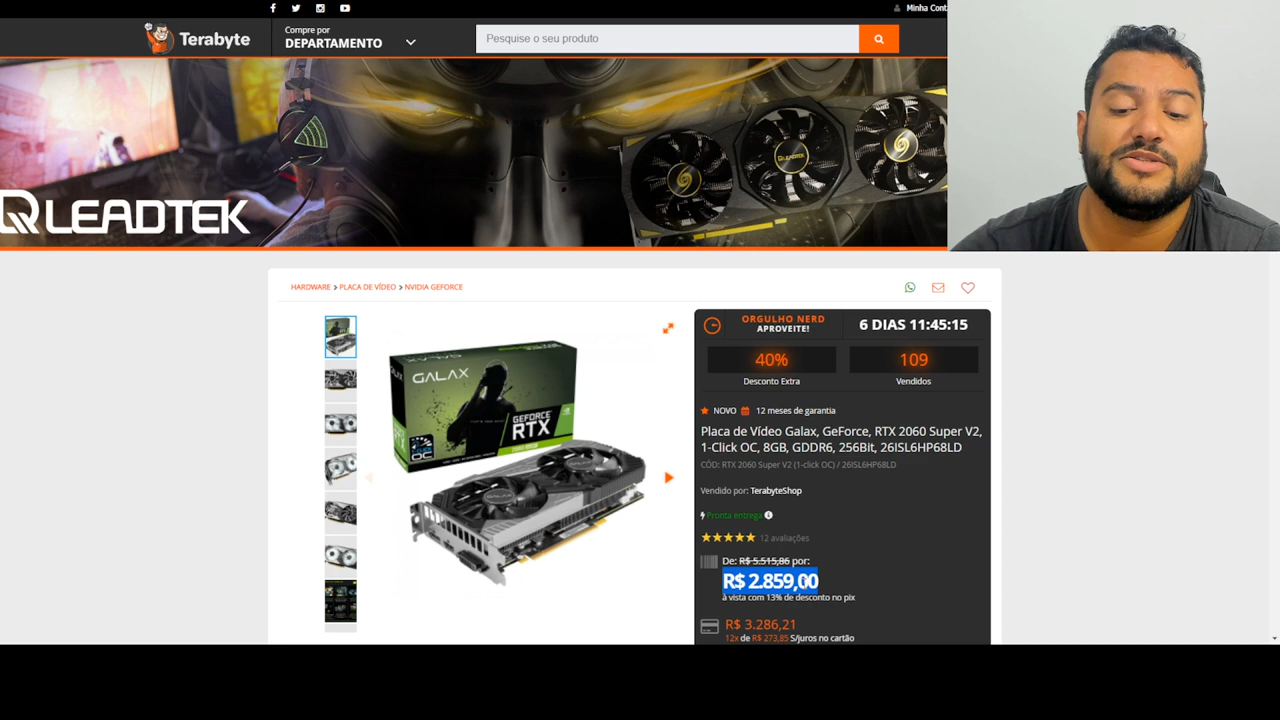 Minha Cont
Terabyte
Compre por
DEPARTAMENTO
Pesquise o seu produto
LEADTEK
LEADTEK
HARDWARE > PLACA DE VÍDEO > NVIDIA GEFORCE
GALAX
GEFORCE
RTX
OC
GALAX
ORGULHO NERD
APROVEITE!
6 DIAS 11:45:15
40%
Desconto Extra
109
Vendidos
NOVO 12 meses de garantia
Placa de Vídeo Galax, GeForce, RTX 2060 Super V2,
1-Click OC, 8GB, GDDR6, 256Bit, 26ISL6HP68LD
CÓD: RTX 2060 Super V2 (1-click OC) / 26ISL6HP68LD
Vendido por: TerabyteShop
Pronta entrega
12 avaliações
De: R$ 5.515,86 por:
R$ 2.859,00
à vista com 13% de desconto no pix
R$ 3.286,21
12x de R$ 273,85 S/juros no cartão